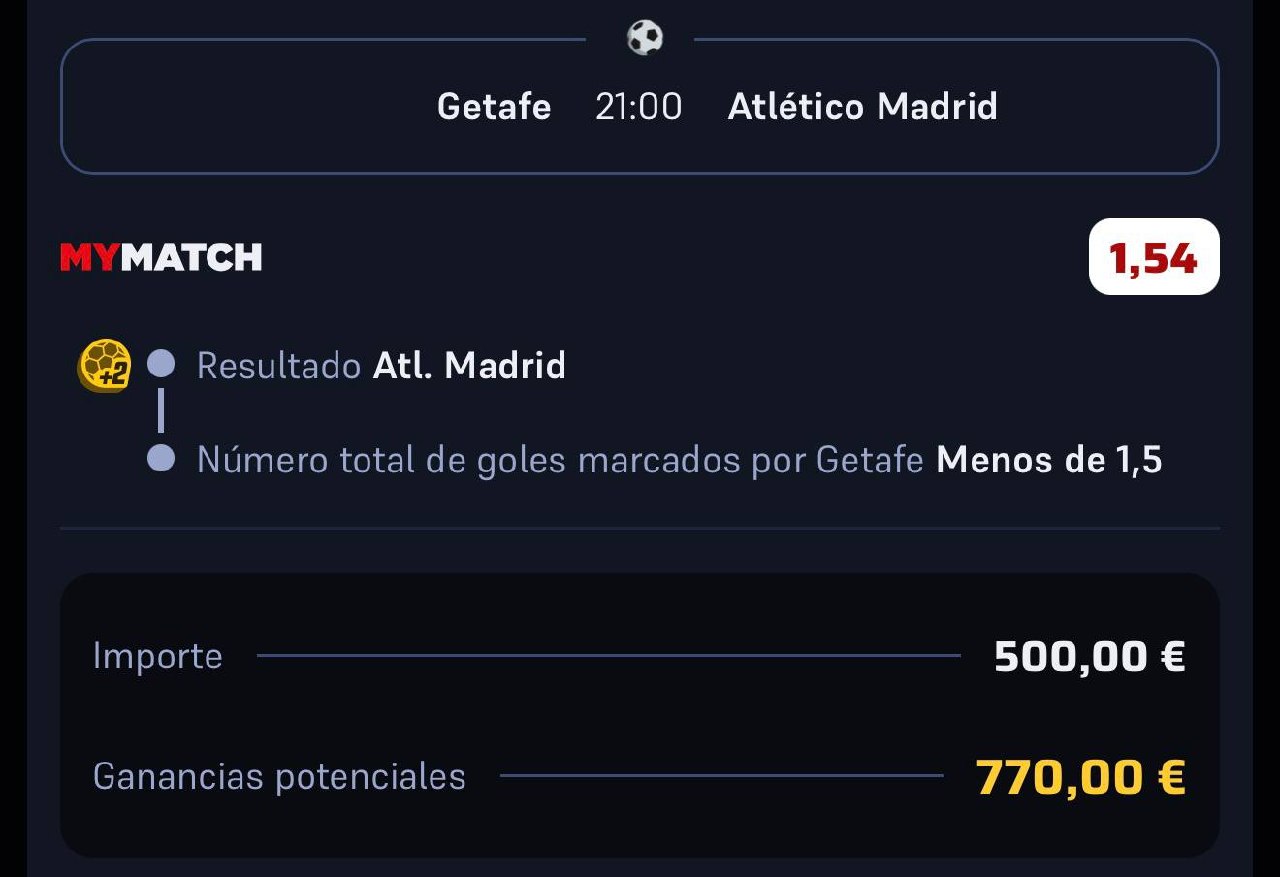 Getafe 21:00 Atlético Madrid
MYMATCH 1,54
+2 Resultado Atl. Madrid
Número total de goles marcados por Getafe Menos de 1,5
Importe 500,00 €
Ganancias potenciales 770,00 €